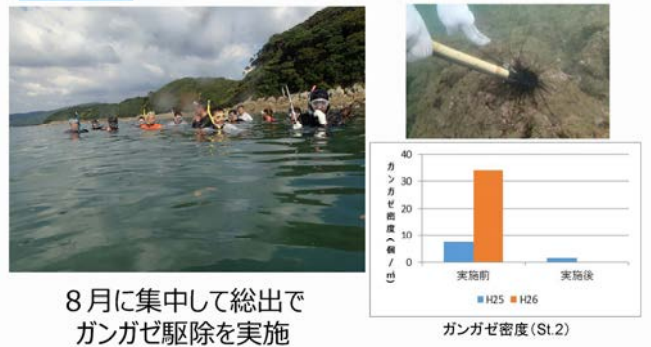 8月に集中して総出で
ガンガゼ駆除を実施
ガンガゼ密度(個/㎡)
40
30
20
10
0
実施前
実施後
H25
H26
ガンガゼ密度(St.2)